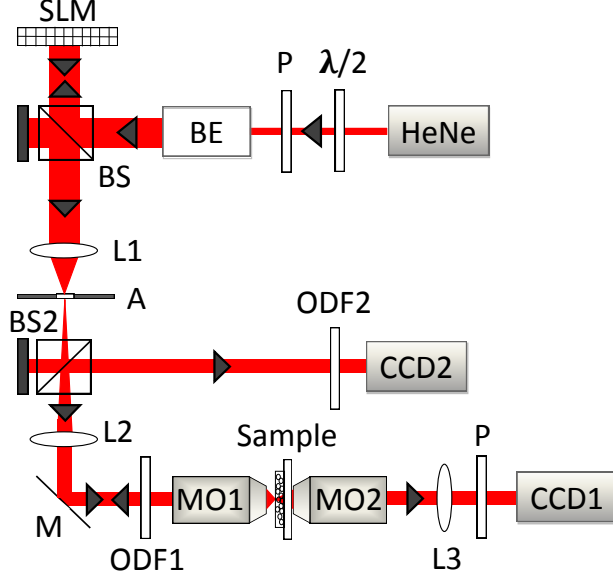 SLM
P
λ/2
BE
HeNe
BS
L1
A
ODF2
BS2
CCD2
L2
Sample
P
MO1
MO2
CCD1
M
ODF1
L3